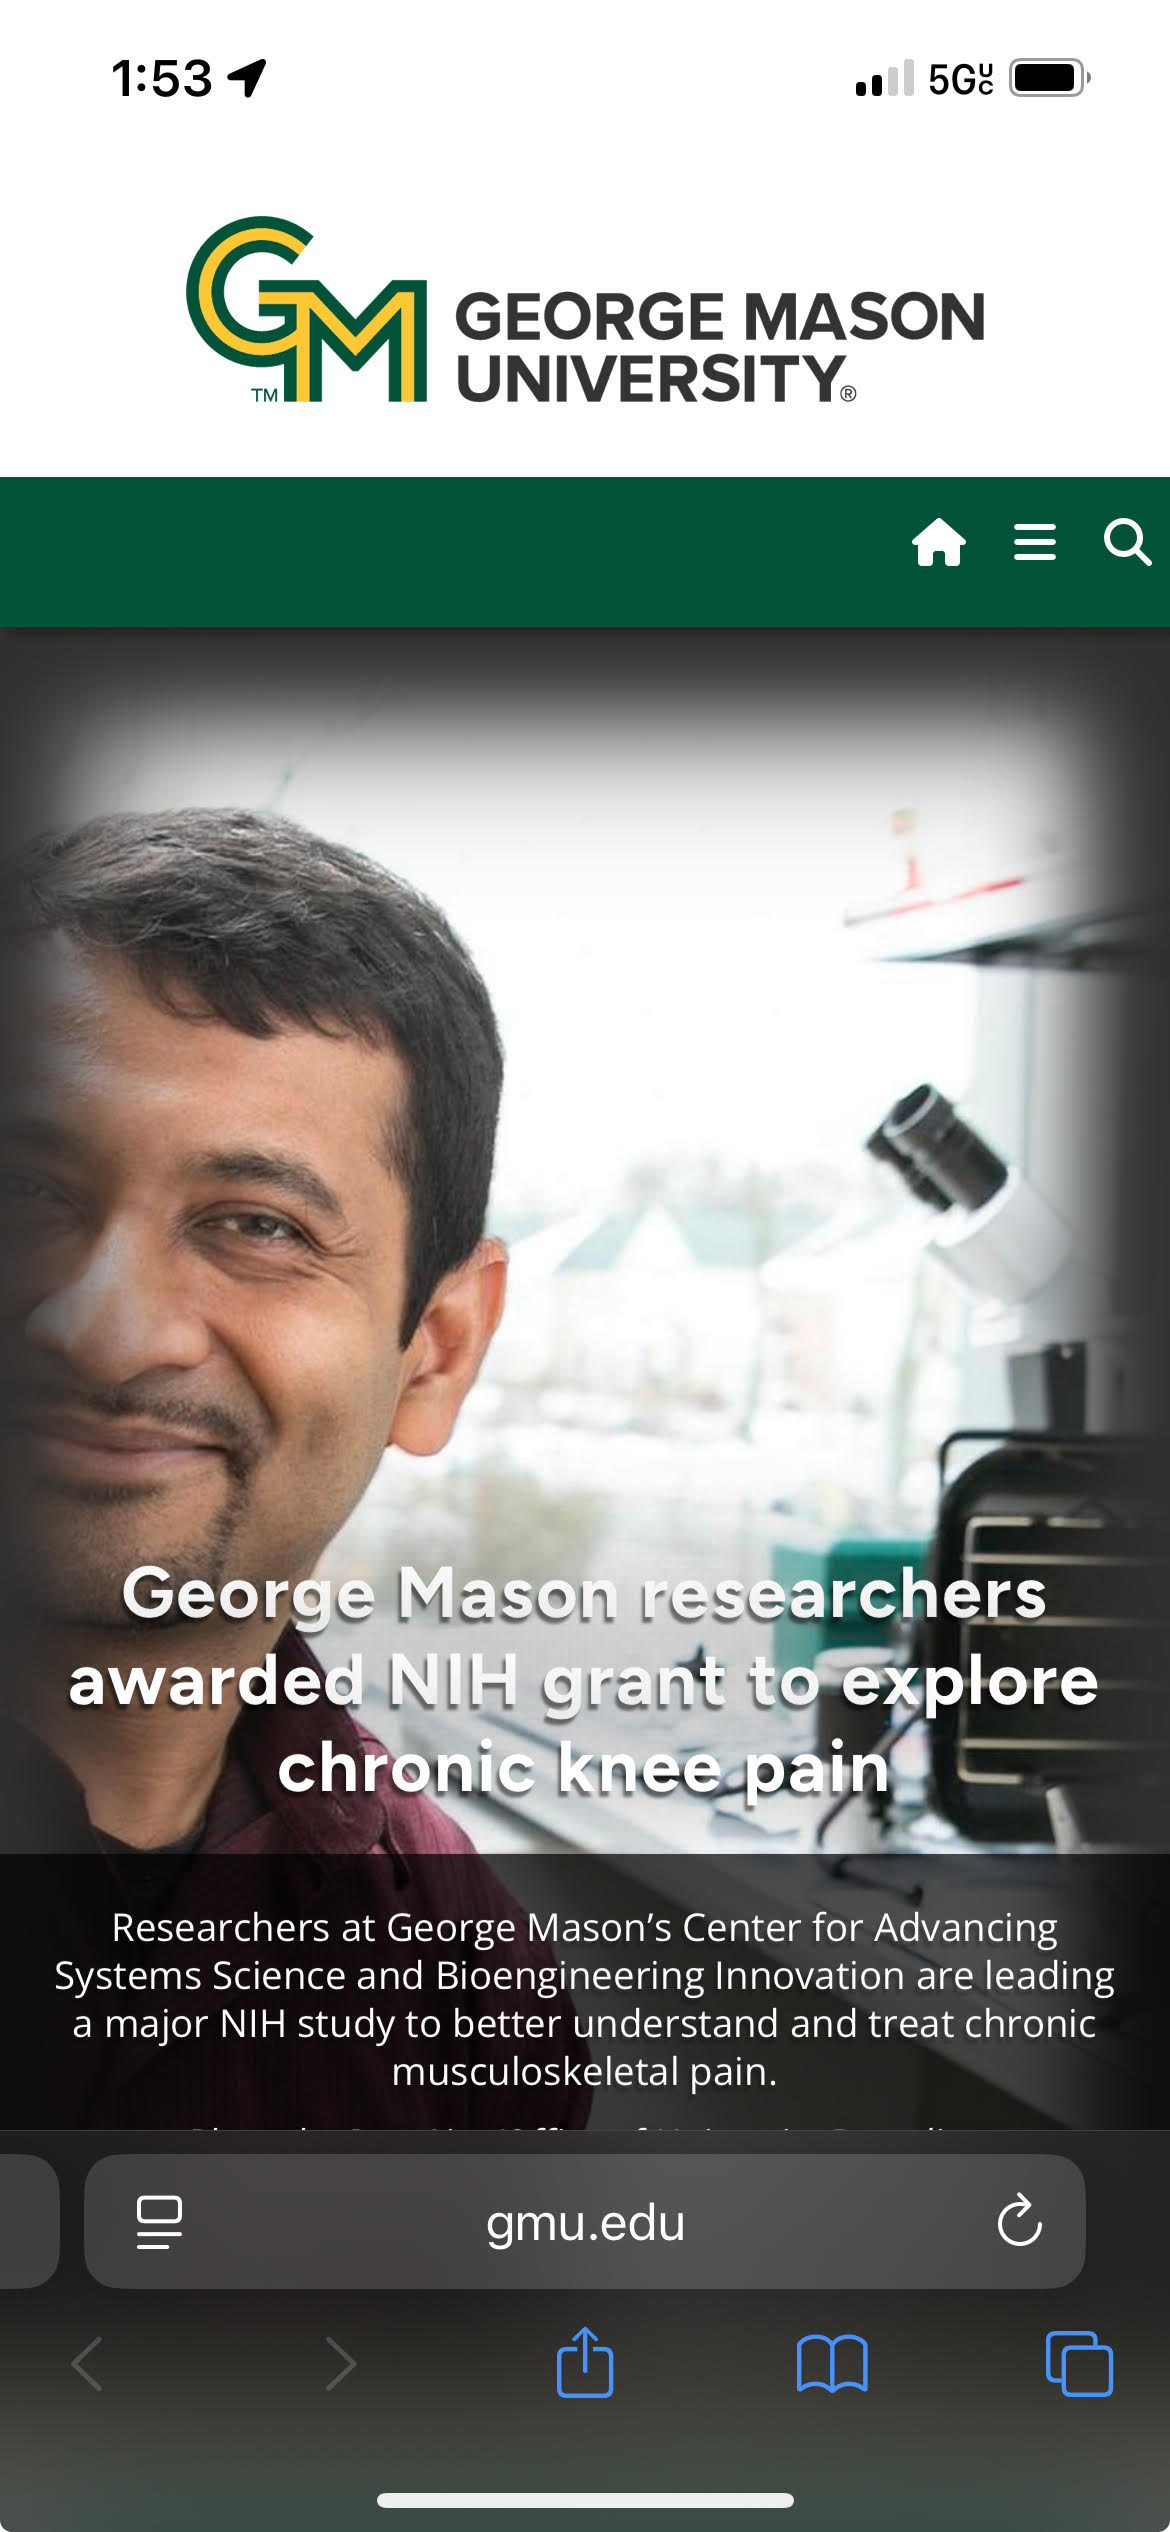 1:53
5GUC
GM
TM
GEORGE MASON
UNIVERSITY®
George Mason researchers
awarded NIH grant to explore
chronic knee pain
Researchers at George Mason’s Center for Advancing
Systems Science and Bioengineering Innovation are leading
a major NIH study to better understand and treat chronic
musculoskeletal pain.
gmu.edu